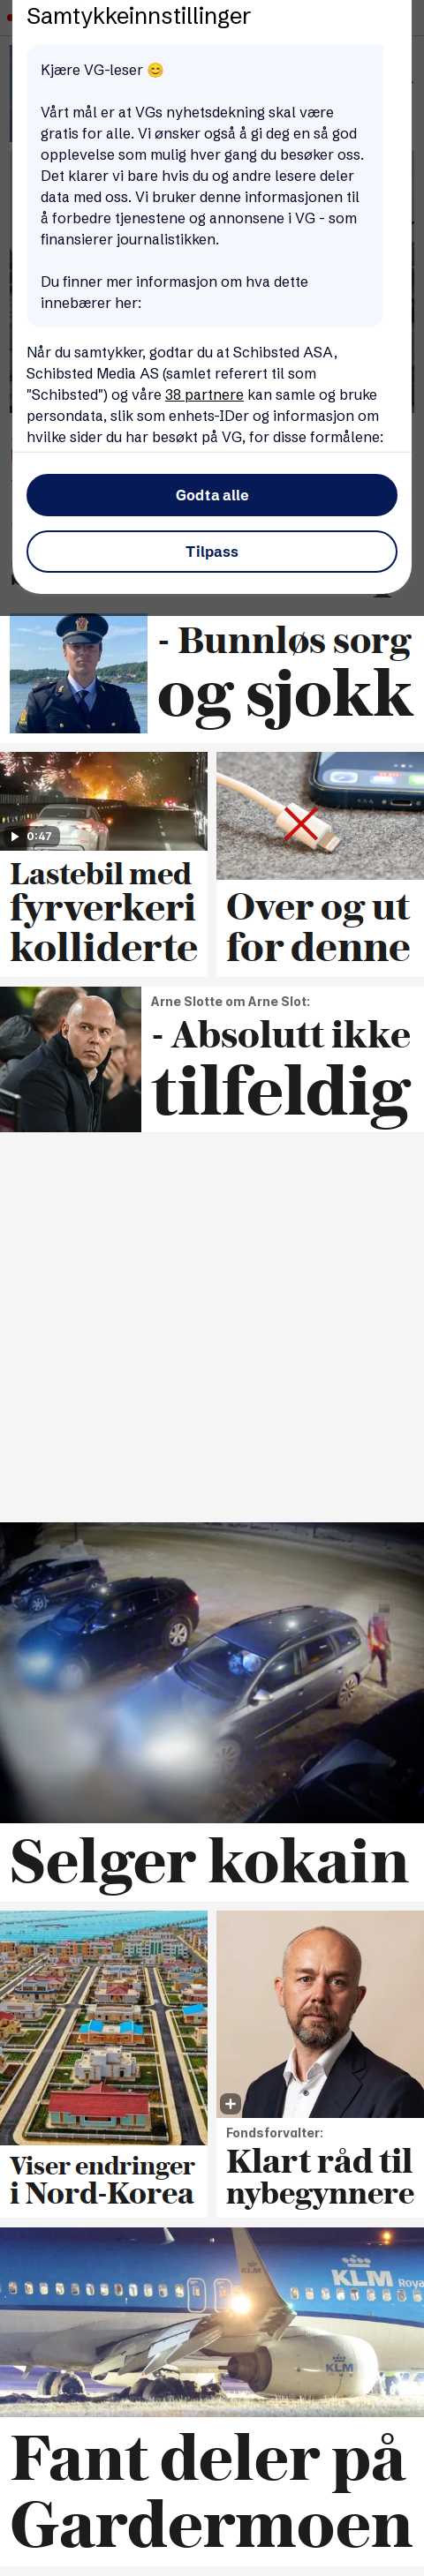 Samtykkeinnstillinger
Kjære VG-leser 😊
Vårt mål er at VGs nyhetsdekning skal være
gratis for alle. Vi ønsker også å gi deg en så god
opplevelse som mulig hver gang du besøker oss.
Det klarer vi bare hvis du og andre lesere deler
data med oss. Vi bruker denne informasjonen til
å forbedre tjenestene og annonsene i VG - som
finansierer journalistikken.
Du finner mer informasjon om hva dette
innebærer her:
Når du samtykker, godtar du at Schibsted ASA,
Schibsted Media AS (samlet referert til som
"Schibsted") og våre 38 partnere kan samle og bruke
persondata, slik som enhets-IDer og informasjon om
hvilke sider du har besøkt på VG, for disse formålene:
Godta alle
Tilpass
- Bunnløs sorg
og sjokk
0:47
Lastebil med
fyrverkeri
kolliderte
Over og ut
for denne
Arne Slotte om Arne Slot:
- Absolutt ikke
tilfeldig
Selger kokain
Viser endringer
i Nord-Korea
Fondsforvalter:
Klart råd til
nybegynnere
KLM
KLM
Roya
KLM
Fant deler på
Gardermoen